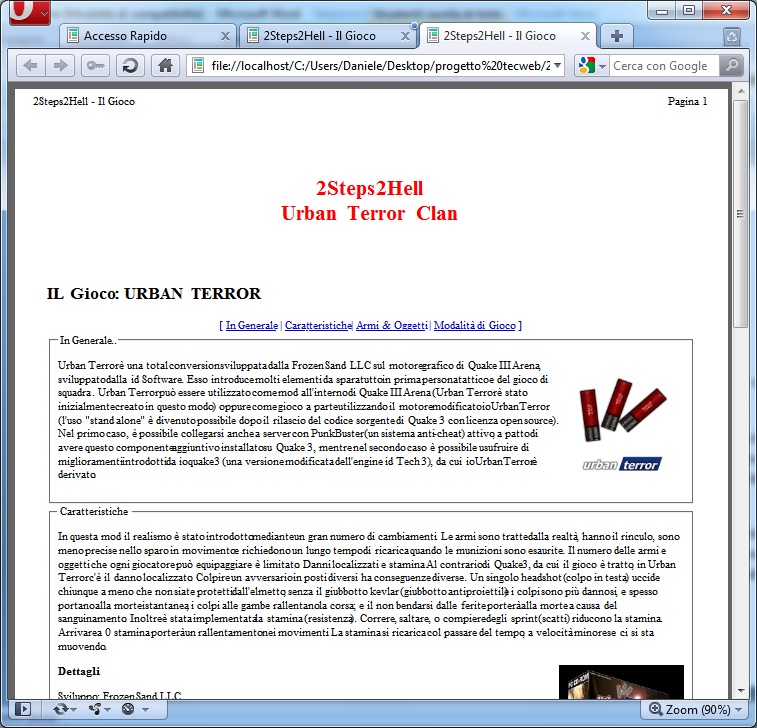 Accesso Rapido
2Steps2Hell - Il Gioco
2Steps2Hell - Il Gioco
file://localhost/C:/Users/Daniele/Desktop/progetto%20tecweb/2
Cerca con Google
2Steps2Hell - Il Gioco
Pagina 1
2Steps2Hell
Urban Terror Clan
IL Gioco: URBAN TERROR
[ In Generale | Caratteristiche| Armi & Oggetti | Modalità di Gioco ]
In Generale..
Urban Terror è una total conversion sviluppata dalla FrozenSand LLC sul motore grafico di Quake III Arena,
sviluppato dalla id Software. Esso introduce molti elementi da sparatutto in prima persona tattico e del gioco di
squadra. Urban Terror può essere utilizzato come mod all'interno di Quake III Arena (Urban Terror è stato
inizialmente creato in questo modo) oppure come gioco a parte utilizzando il motore modificato ioUrbanTerror
(l'uso "stand alone" è divenuto possibile dopo il rilascio del codice sorgente di Quake 3 con licenza open source).
Nel primo caso, è possibile collegarsi anche a server con PunkBuster (un sistema anti-cheat) attivo, a patto di
avere questo componente aggiuntivo installato su Quake 3, mentre nel secondo caso è possibile usufruire di
miglioramenti introdotti da ioquake3 (una versione modificata dell'engine id Tech 3), da cui ioUrbanTerror è
derivato.
urban terror
Caratteristiche
In questa mod il realismo è stato introdotto mediante un gran numero di cambiamenti. Le armi sono tratte dalla realtà, hanno il rinculo, sono
meno precise nello sparo in movimento e richiedono un lungo tempo di ricarica quando le munizioni sono esaurite. Il numero delle armi e
oggetti che ogni giocatore può equipaggiare è limitato. Danni localizzati e stamina Al contrario di Quake3, da cui il gioco è tratto, in Urban
Terror c'è il danno localizzato. Colpire un avversario in posti diversi ha conseguenze diverse. Un singolo headshot (colpo in testa) uccide
chiunque a meno che non siate protetti dall'elmetto, senza il giubbotto kevlar (giubbotto antiproiettile) i colpi sono più dannosi, e spesso
portano alla morte istantanea, i colpi alle gambe rallentano la corsa; e il non bendarsi dalle ferite porterà alla morte a causa del
sanguinamento. Inoltre è stata implementata la stamina (resistenza). Correre, saltare, o compiere degli sprint (scatti) riducono la stamina.
Arrivare a 0 stamina porterà un rallentamento nei movimenti. La stamina si ricarica col passare del tempo, a velocità minore se ci si sta
muovendo.
Dettagli
Sviluppo: FrozenSand LLC
PC CD-ROM
Zoom (90%)